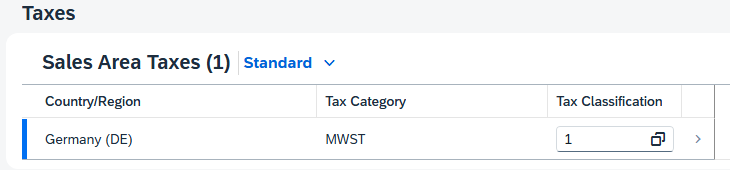 Taxes
Sales Area Taxes (1) Standard
Country/Region Tax Category Tax Classification
Germany (DE) MWST 1